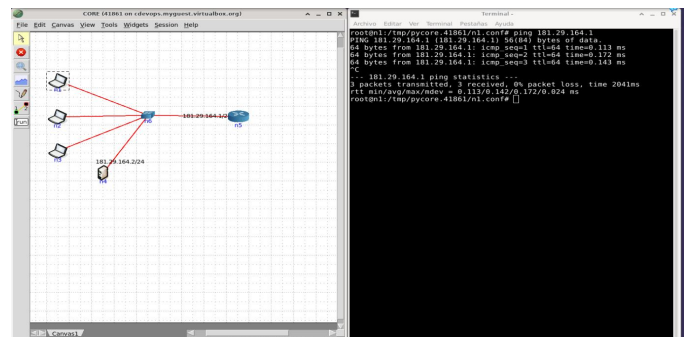 CORE (4186) on cdevops.myguest.virtualbox.org)
File Edit Canvas View Tools Widgets Session Help
run
n1
n2
n3
n6
181.29.164.1/2
n5
181.29.164.2/24
n4
Canvas1
Terminal -
Archivo Editar Ver Terminal Pestañas Ayuda
root@n1:/tmp/pycore.41861/n1.conf# ping 181.29.164.1
PING 181.29.164.1 (181.29.164.1) 56(84) bytes of data.
64 bytes from 181.29.164.1: icmp_seq=1 ttl=64 time=0.113 ms
64 bytes from 181.29.164.1: icmp_seq=2 ttl=64 time=0.172 ms
64 bytes from 181.29.164.1: icmp_seq=3 ttl=64 time=0.143 ms
^C
--- 181.29.164.1 ping statistics ---
3 packets transmitted, 3 received, 0% packet loss, time 2041ms
rtt min/avg/max/mdev = 0.113/0.142/0.172/0.024 ms
root@n1:/tmp/pycore.41861/n1.conf#